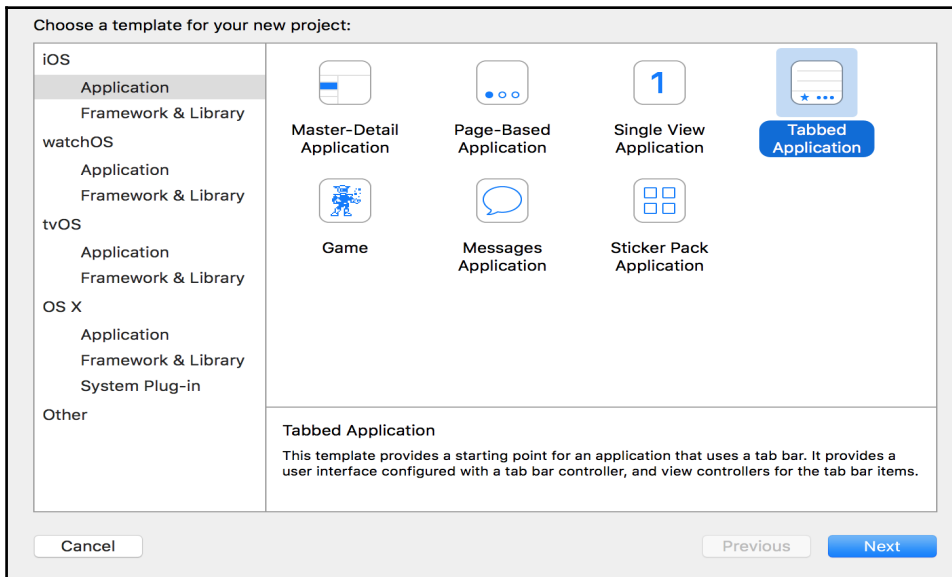 Choose a template for your new project:
iOS
Application
Framework & Library
watchOS
Application
Framework & Library
tvOS
Application
Framework & Library
OS X
Application
Framework & Library
System Plug-in
Other
Master-Detail
Application
Page-Based
Application
1
Single View
Application
Tabbed
Application
Game
Messages
Application
Sticker Pack
Application
Tabbed Application
This template provides a starting point for an application that uses a tab bar. It provides a
user interface configured with a tab bar controller, and view controllers for the tab bar items.
Cancel
Previous
Next